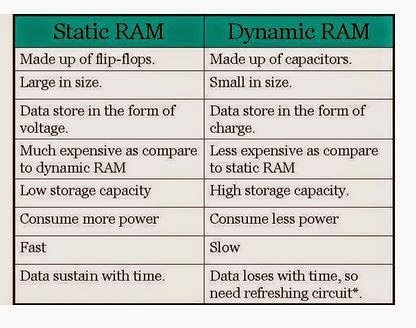 Static RAM Dynamic RAM
Made up of flip-flops. Made up of capacitors.
Large in size. Small in size.
Data store in the form of voltage. Data store in the form of charge.
Much expensive as compare to dynamic RAM Less expensive as compare to static RAM
Low storage capacity High storage capacity.
Consume more power Consume less power
Fast Slow
Data sustain with time. Data loses with time, so need refreshing circuit*.